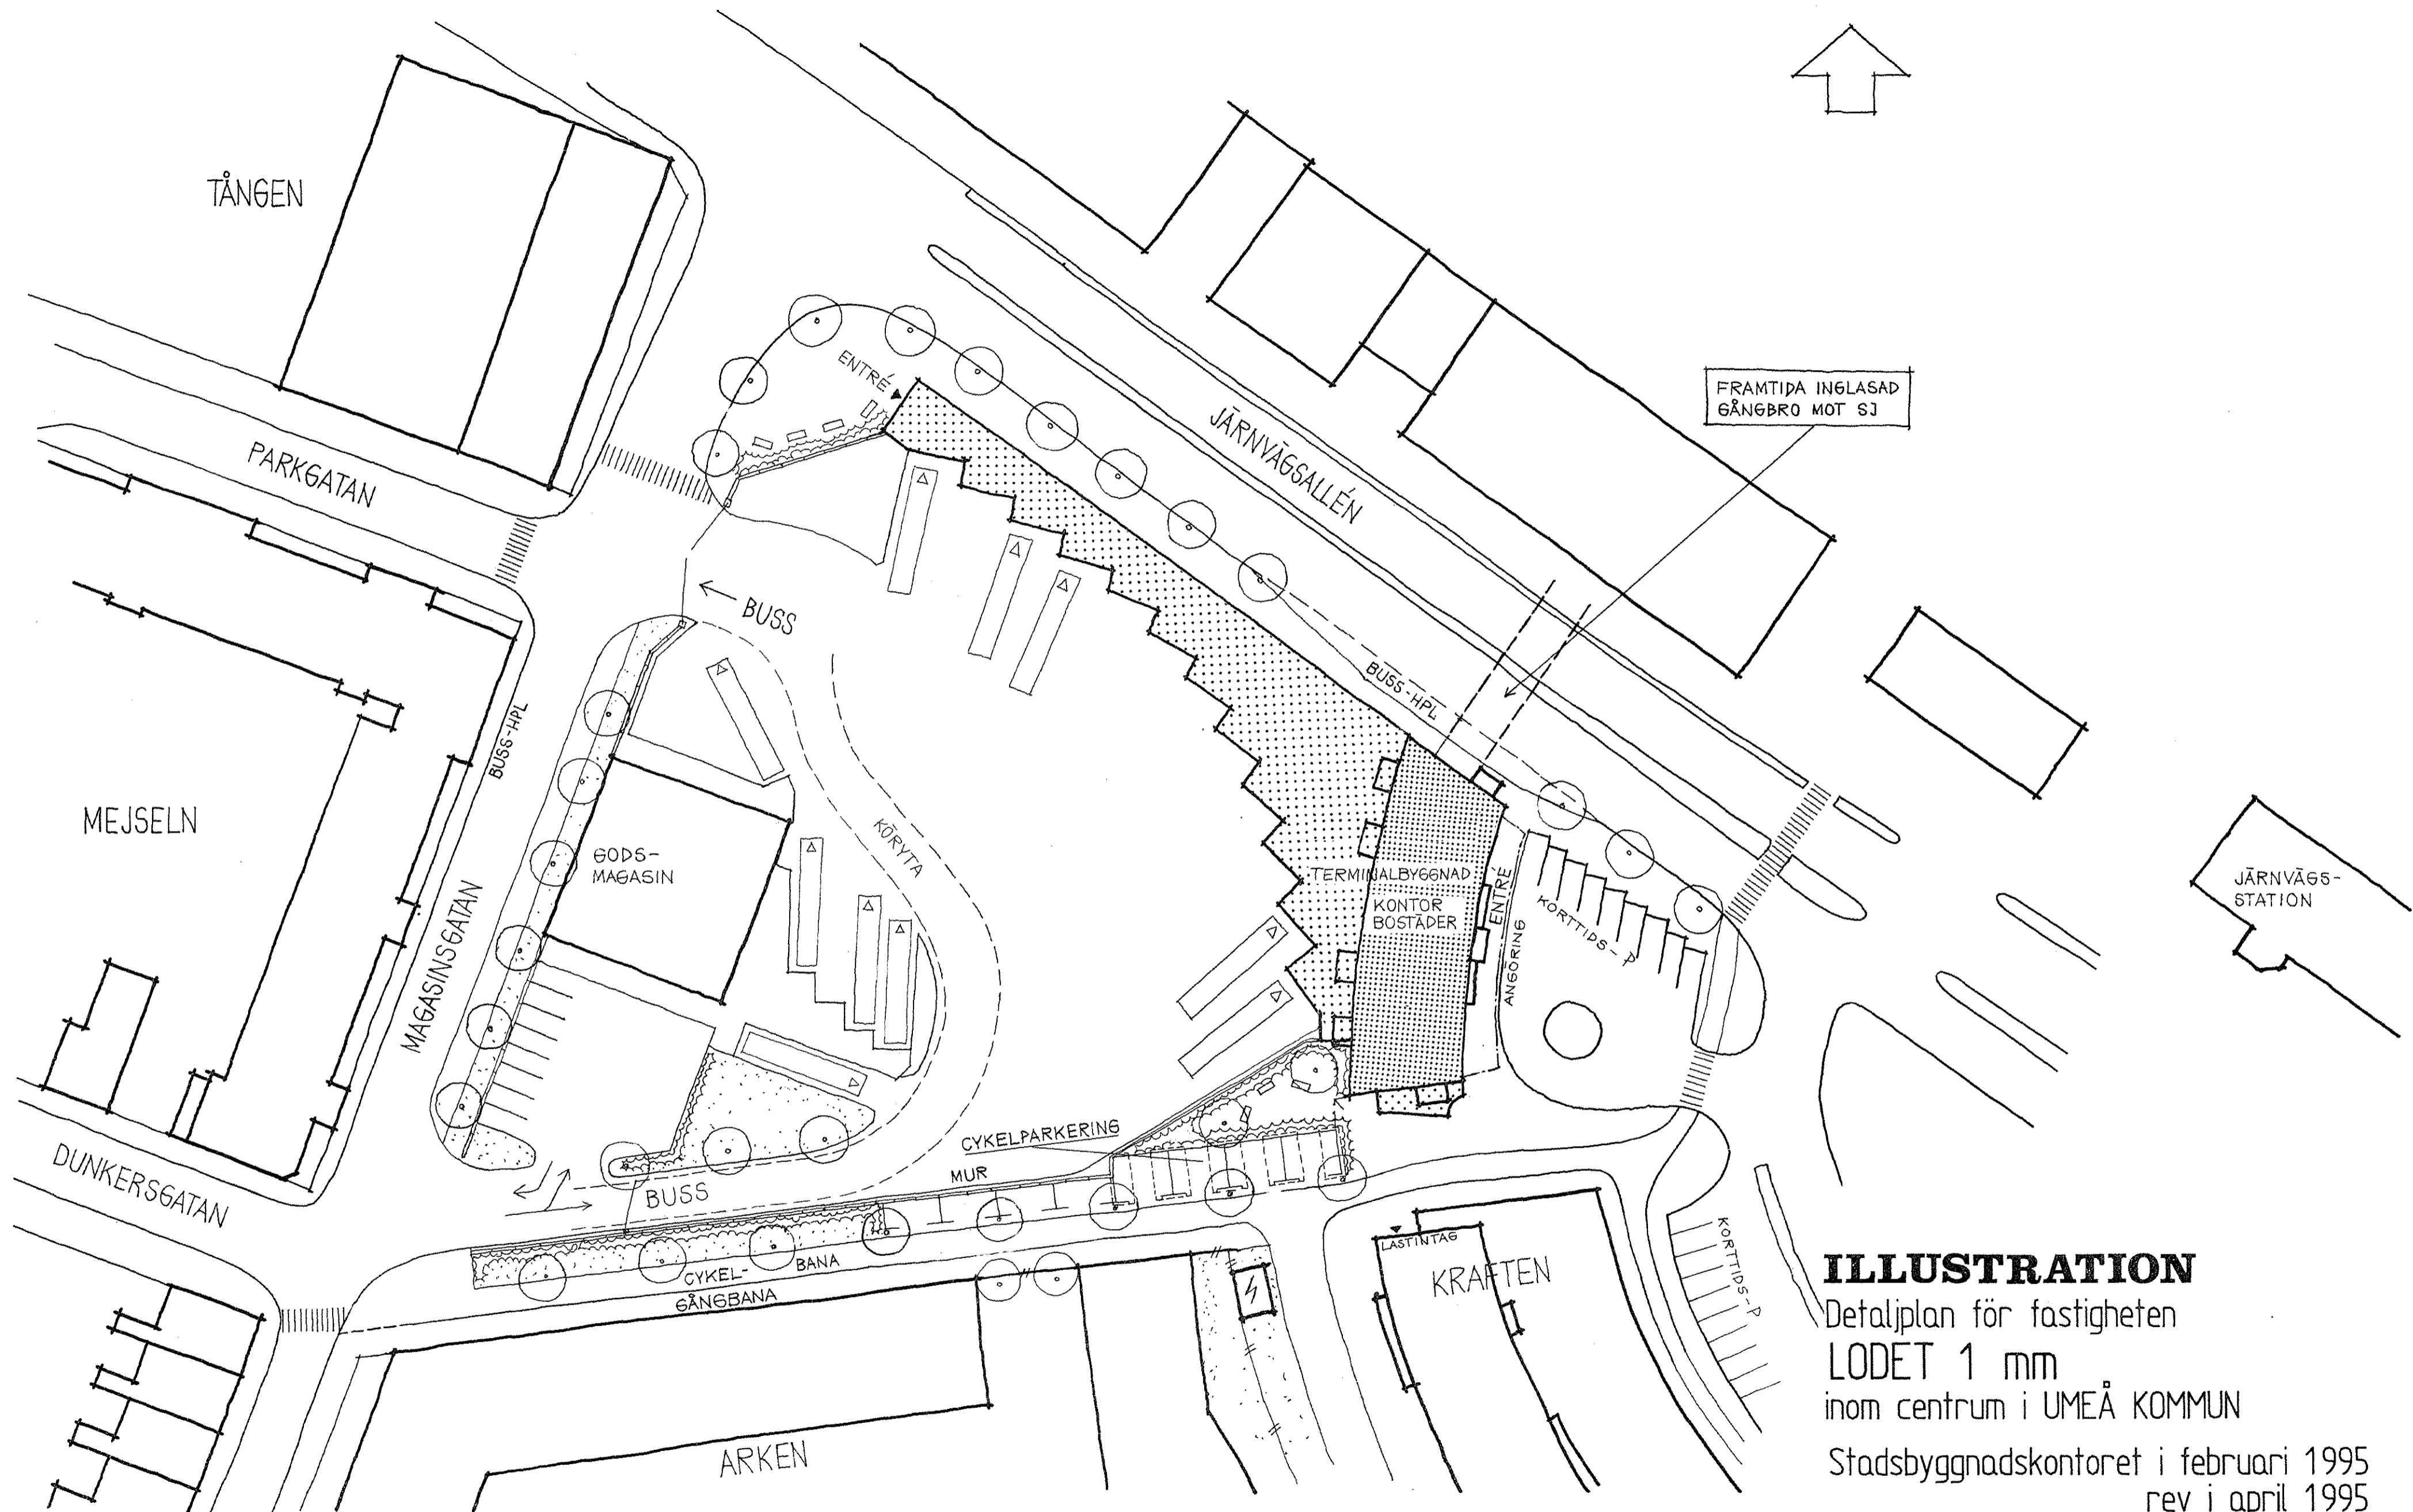 TÅNGEN
PARKGATAN
ENTRÉ
JÄRNVÄGSALLÉN
FRAMTIDA INGLASAD
GÅNGBRO MOT SJ
BUSS
BUSS-HPL
BUSS-HPL
MEJSELN
GODS-
MAGASIN
KÖRYTA
MAGASINSGATAN
TERMINALBYGGNAD
KONTOR
BOSTÄDER
ENTRÉ
ANGÖRING
KORTTIDS-P
JÄRNVÄGS-
STATION
DUNKERSGATAN
CYKELPARKERING
MUR
BUSS
CYKEL-
BANA
GÅNGBANA
LASTINTAG
KRAFTEN
KORTTIDS-P
ARKEN
ILLUSTRATION
Detaljplan för fastigheten
LODET 1 mm
inom centrum i UMEÅ KOMMUN
Stadsbyggnadskontoret i februari 1995
rev i april 1995